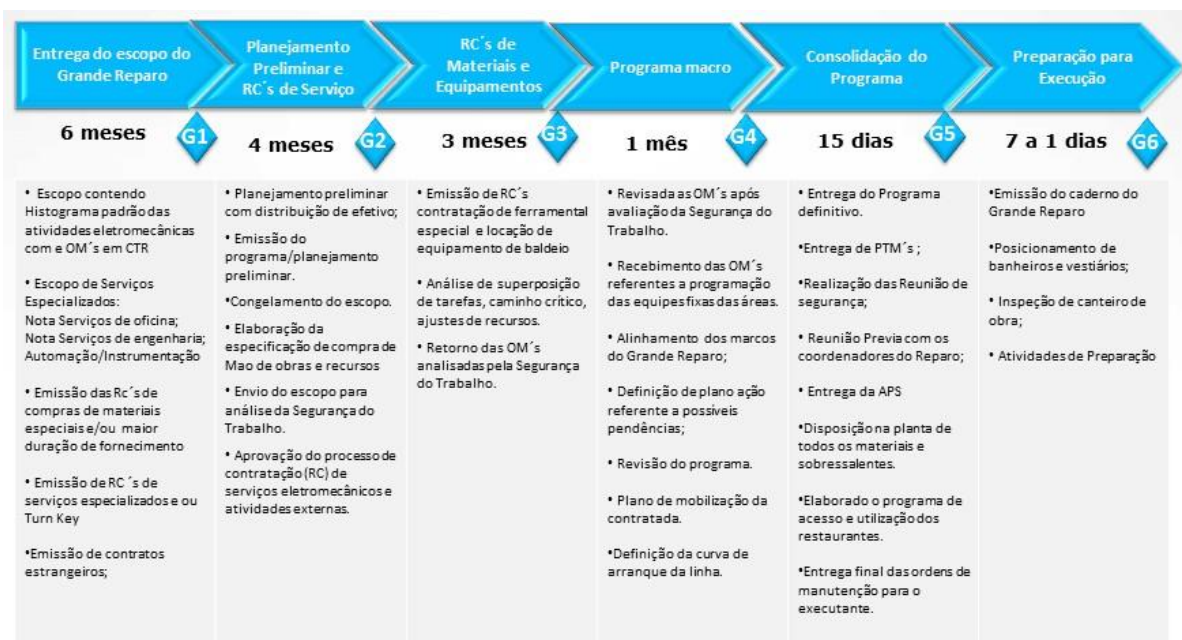 Entrega do escopo do
Grande Reparo
Planejamento
Preliminar e
RC´s de Serviço
RC´s de
Materiais e
Equipamentos
Programa macro
Consolidação do
Programa
Preparação para
Execução
6 meses
G1
4 meses
G2
3 meses
G3
1 mês
G4
15 dias
G5
7 a 1 dias
G6
• Escopo contendo
Histograma padrão das
atividades eletromecânicas
com e OM´s em CTR
• Escopo de Serviços
Especializados:
Nota Serviços de oficina;
Nota Serviços de engenharia;
Automação/Instrumentação
• Emissão das Rc´s de
compras de materiais
especiais e/ou maior
duração de fornecimento
• Emissão de RC ´s de
serviços especializados e ou
Turn Key
•Emissão de contratos
estrangeiros;
• Planejamento preliminar
com distribuição de efetivo;
• Emissão do
programa/planejamento
preliminar.
•Congelamento do escopo.
• Elaboração da
especificação de compra de
Mao de obras e recursos
• Envio do escopo para
análise da Segurança do
Trabalho.
• Aprovação do processo de
contratação (RC) de
serviços eletromecânicos e
atividades externas.
• Emissão de RC´s
contratação de ferramental
especial e locação de
equipamento de baldeio
• Análise de superposição
de tarefas, caminho crítico,
ajustes de recursos.
• Retorno das OM´s
analisadas pela Segurança
do Trabalho.
• Revisada as OM´s após
avaliação da Segurança do
Trabalho.
• Recebimento das OM´s
referentes a programação
das equipes fixas das áreas.
• Alinhamento dos marcos
do Grande Reparo;
• Definição de plano ação
referente a possíveis
pendências;
• Revisão do programa.
• Plano de mobilização da
contratada.
•Definição da curva de
arranque da linha.
• Entrega do Programa
definitivo.
•Entrega de PTM´s ;
•Realização das Reunião de
segurança;
• Reunião Previa com os
coordenadores do Reparo;
• Entrega da APS
•Disposição na planta de
todos os materiais e
sobressalentes.
•Elaborado o programa de
acesso e utilização dos
restaurantes.
•Entrega final das ordens de
manutenção para o
executante.
•Emissão do caderno do
Grande Reparo
•Posicionamento de
banheiros e vestiários;
• Inspeção de canteiro de
obra;
• Atividades de Preparação